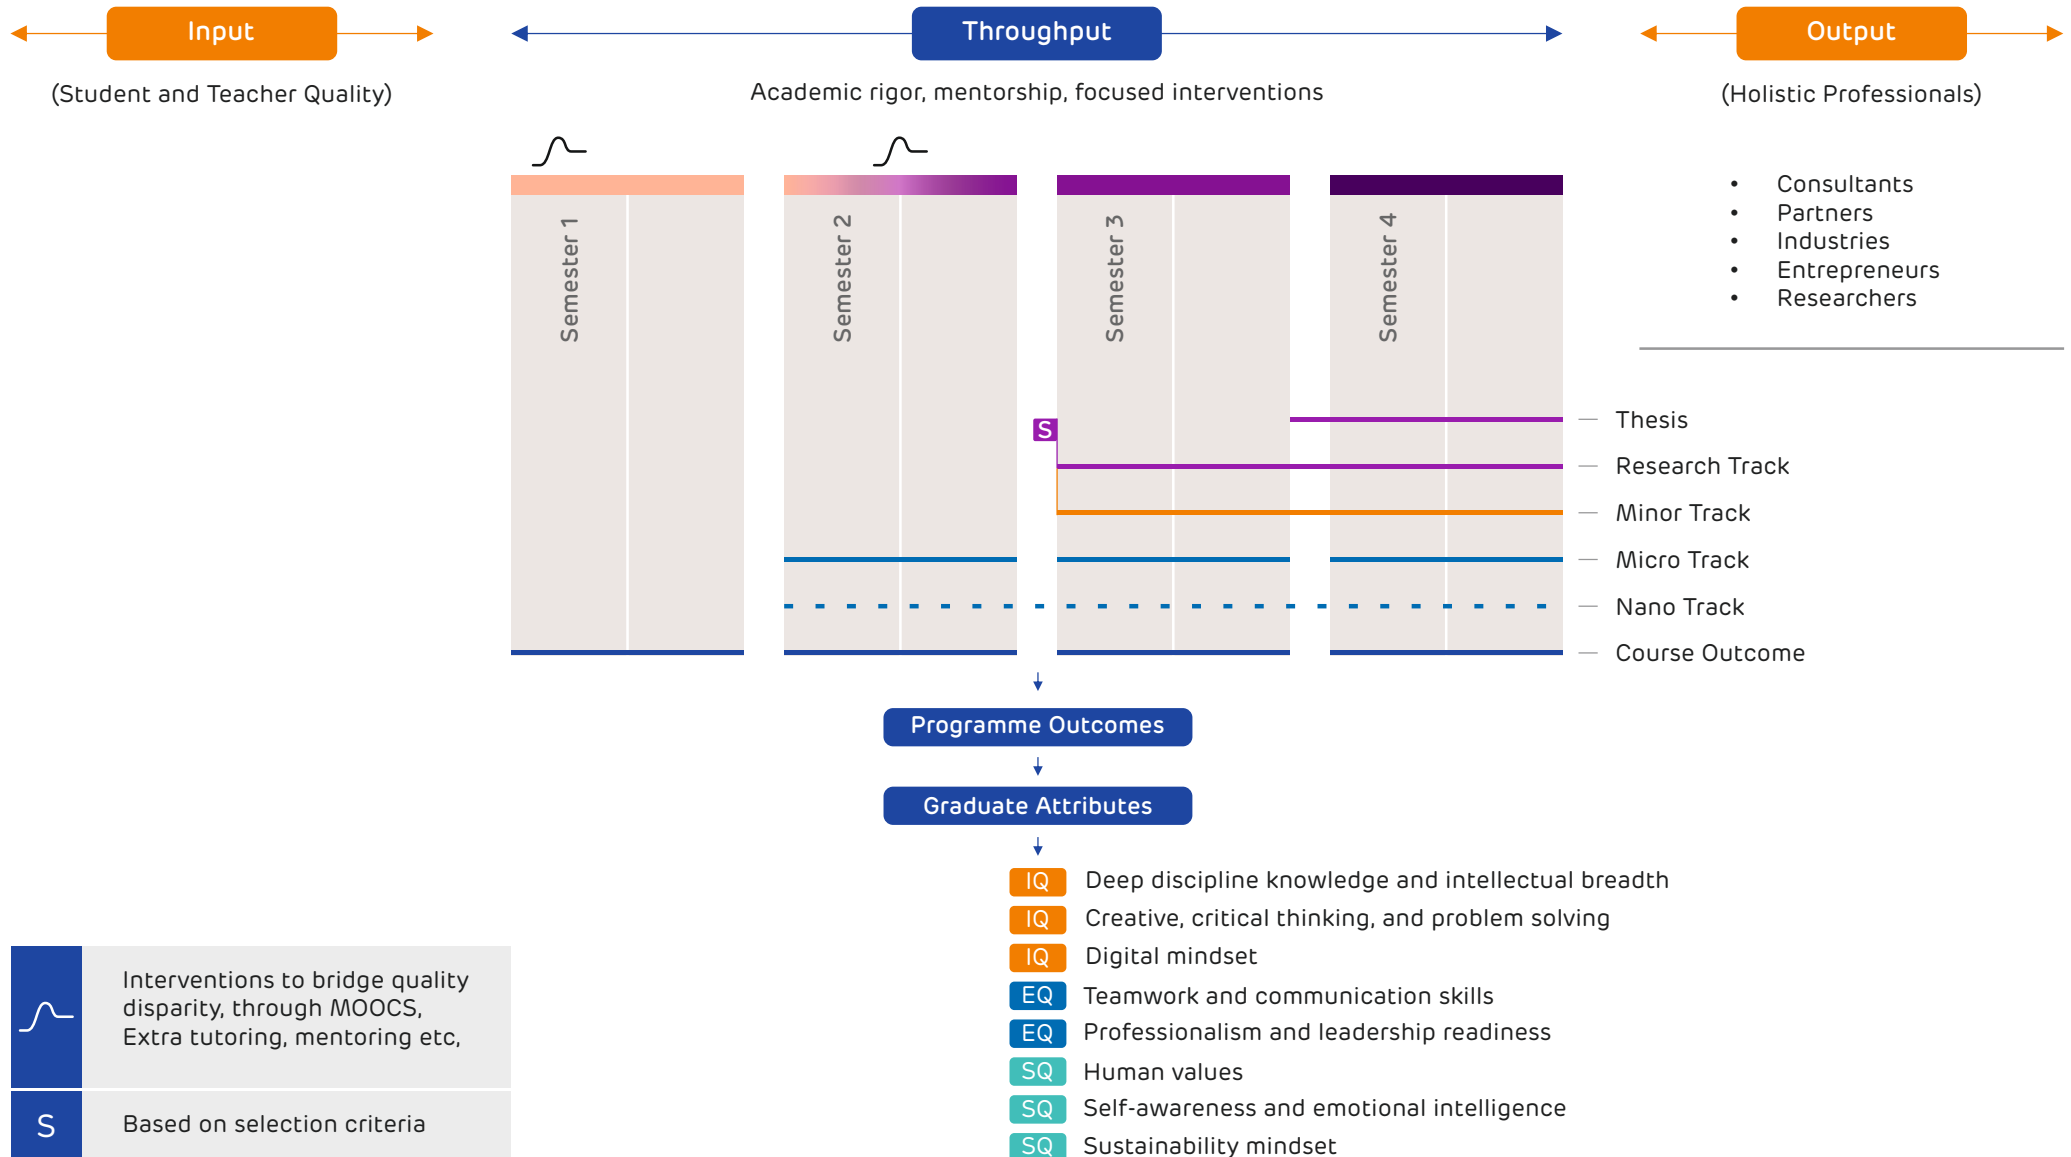 Input
Throughput
Output
(Student and Teacher Quality)
Academic rigor, mentorship, focused interventions
(Holistic Professionals)
Semester 1
Semester 2
Semester 3
Semester 4
• Consultants
• Partners
• Industries
• Entrepreneurs
• Researchers
S
Thesis
Research Track
Minor Track
Micro Track
Nano Track
Course Outcome
Programme Outcomes
Graduate Attributes
IQ Deep discipline knowledge and intellectual breadth
IQ Creative, critical thinking, and problem solving
IQ Digital mindset
EQ Teamwork and communication skills
EQ Professionalism and leadership readiness
SQ Human values
SQ Self-awareness and emotional intelligence
SQ Sustainability mindset
Interventions to bridge quality
disparity, through MOOCS,
Extra tutoring, mentoring etc,
S Based on selection criteria